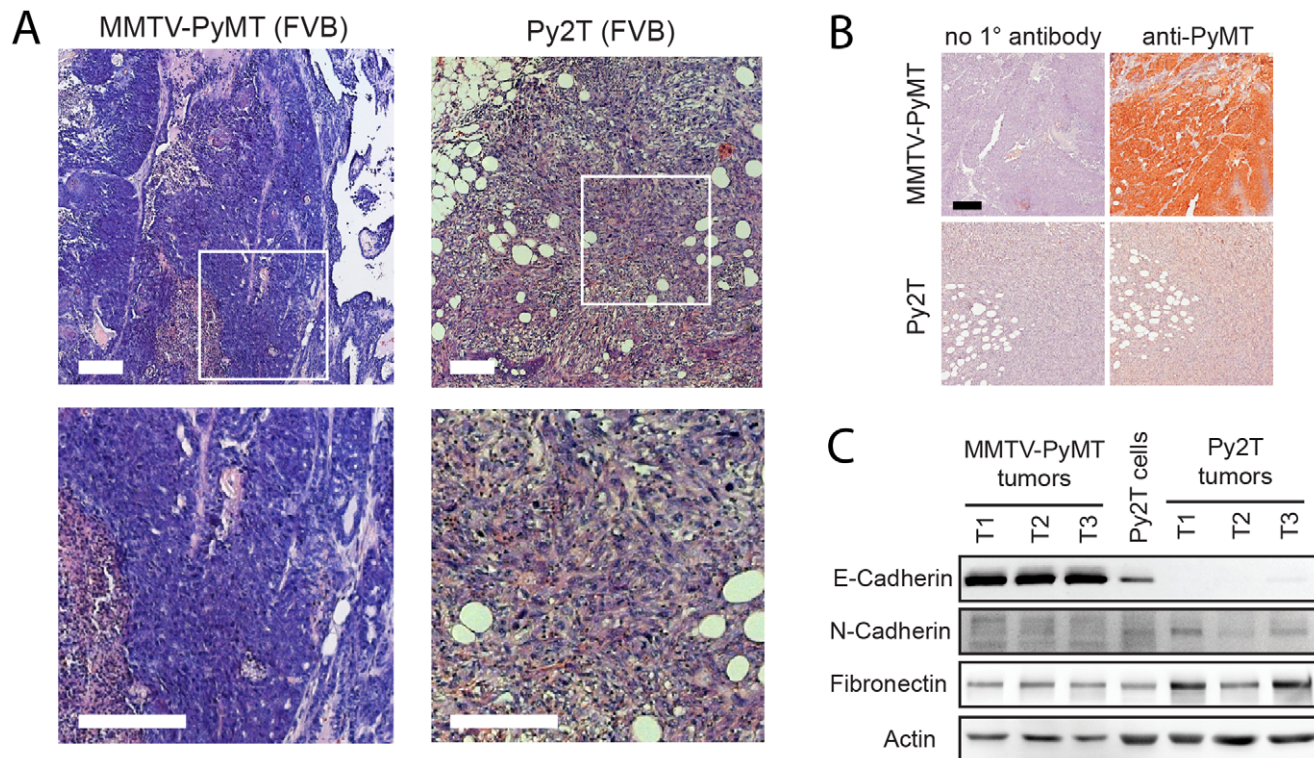 A
MMTV-PyMT (FVB)
Py2T (FVB)
B
no 1° antibody
anti-PyMT
MMTV-PyMT
Py2T
C
MMTV-PyMT
tumors
Py2T cells
Py2T
tumors
T1
T2
T3
T1
T2
T3
E-Cadherin
N-Cadherin
Fibronectin
Actin